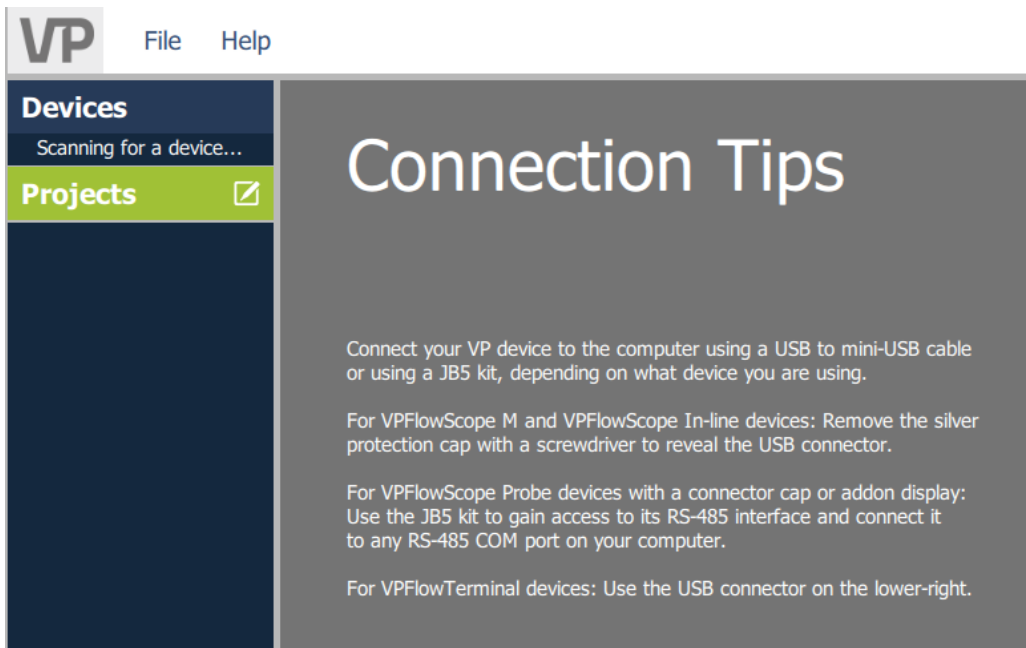 VP File Help
Devices
Scanning for a device...
Projects
Connection Tips
Connect your VP device to the computer using a USB to mini-USB cable
or using a JB5 kit, depending on what device you are using.
For VPFlowScope M and VPFlowScope In-line devices: Remove the silver
protection cap with a screwdriver to reveal the USB connector.
For VPFlowScope Probe devices with a connector cap or addon display:
Use the JB5 kit to gain access to its RS-485 interface and connect it
to any RS-485 COM port on your computer.
For VPFlowTerminal devices: Use the USB connector on the lower-right.